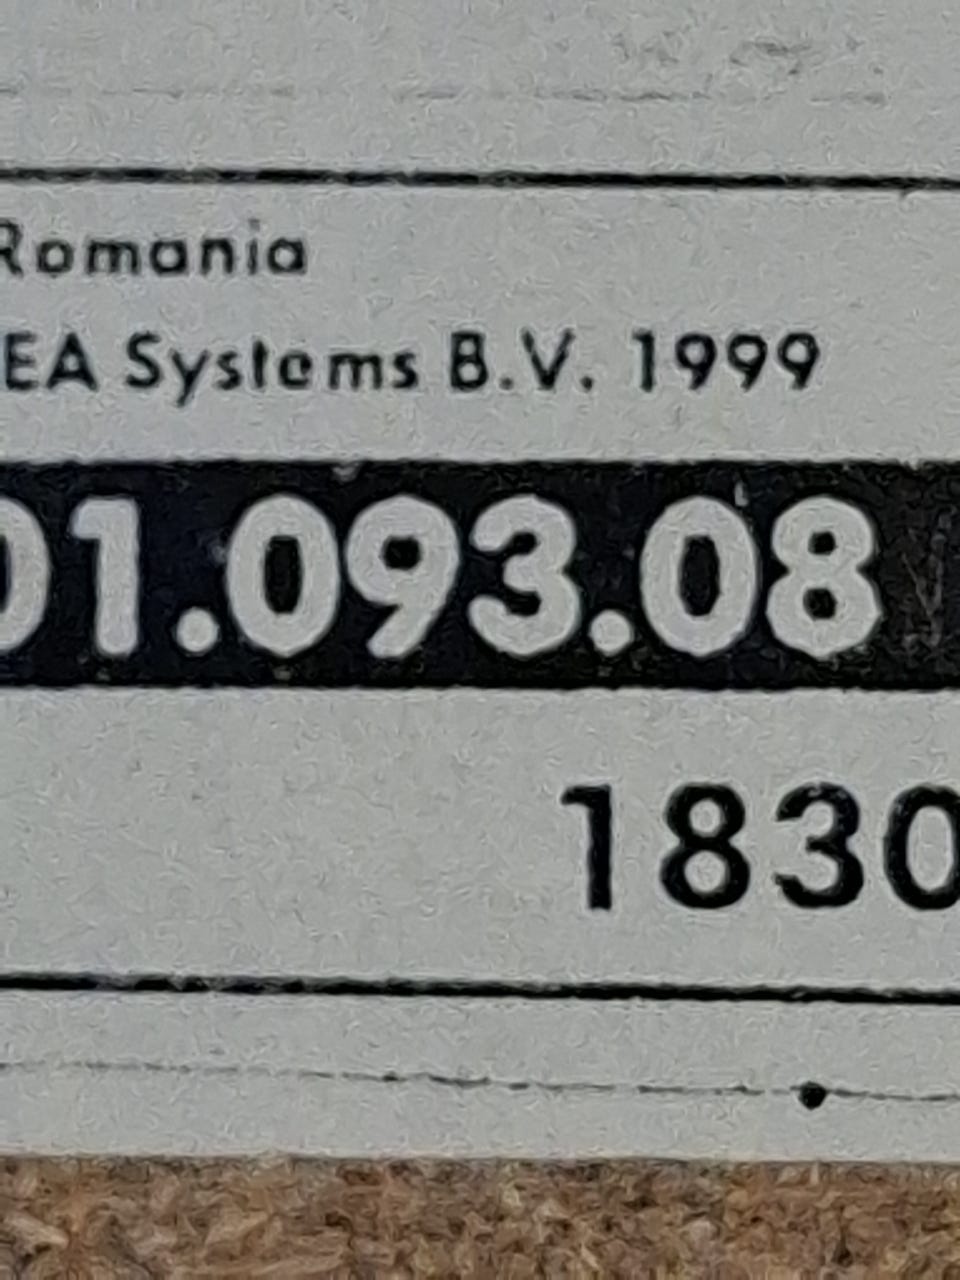 Romania
EA Systems B.V. 1999
01.093.08
1830